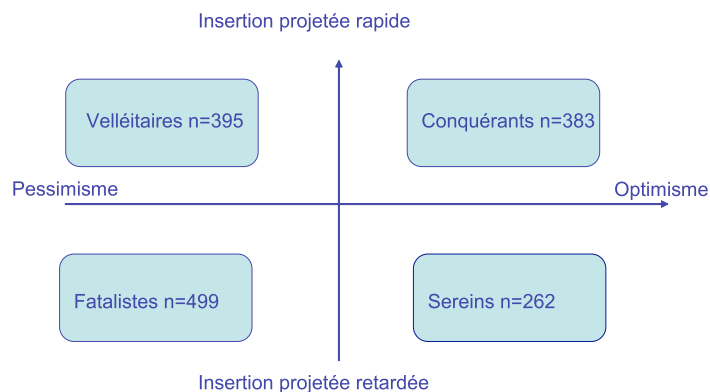 Insertion projetée rapide
Velléitaires n=395
Conquérants n=383
Pessimisme
Optimisme
Fatalistes n=499
Sereins n=262
Insertion projetée retardée